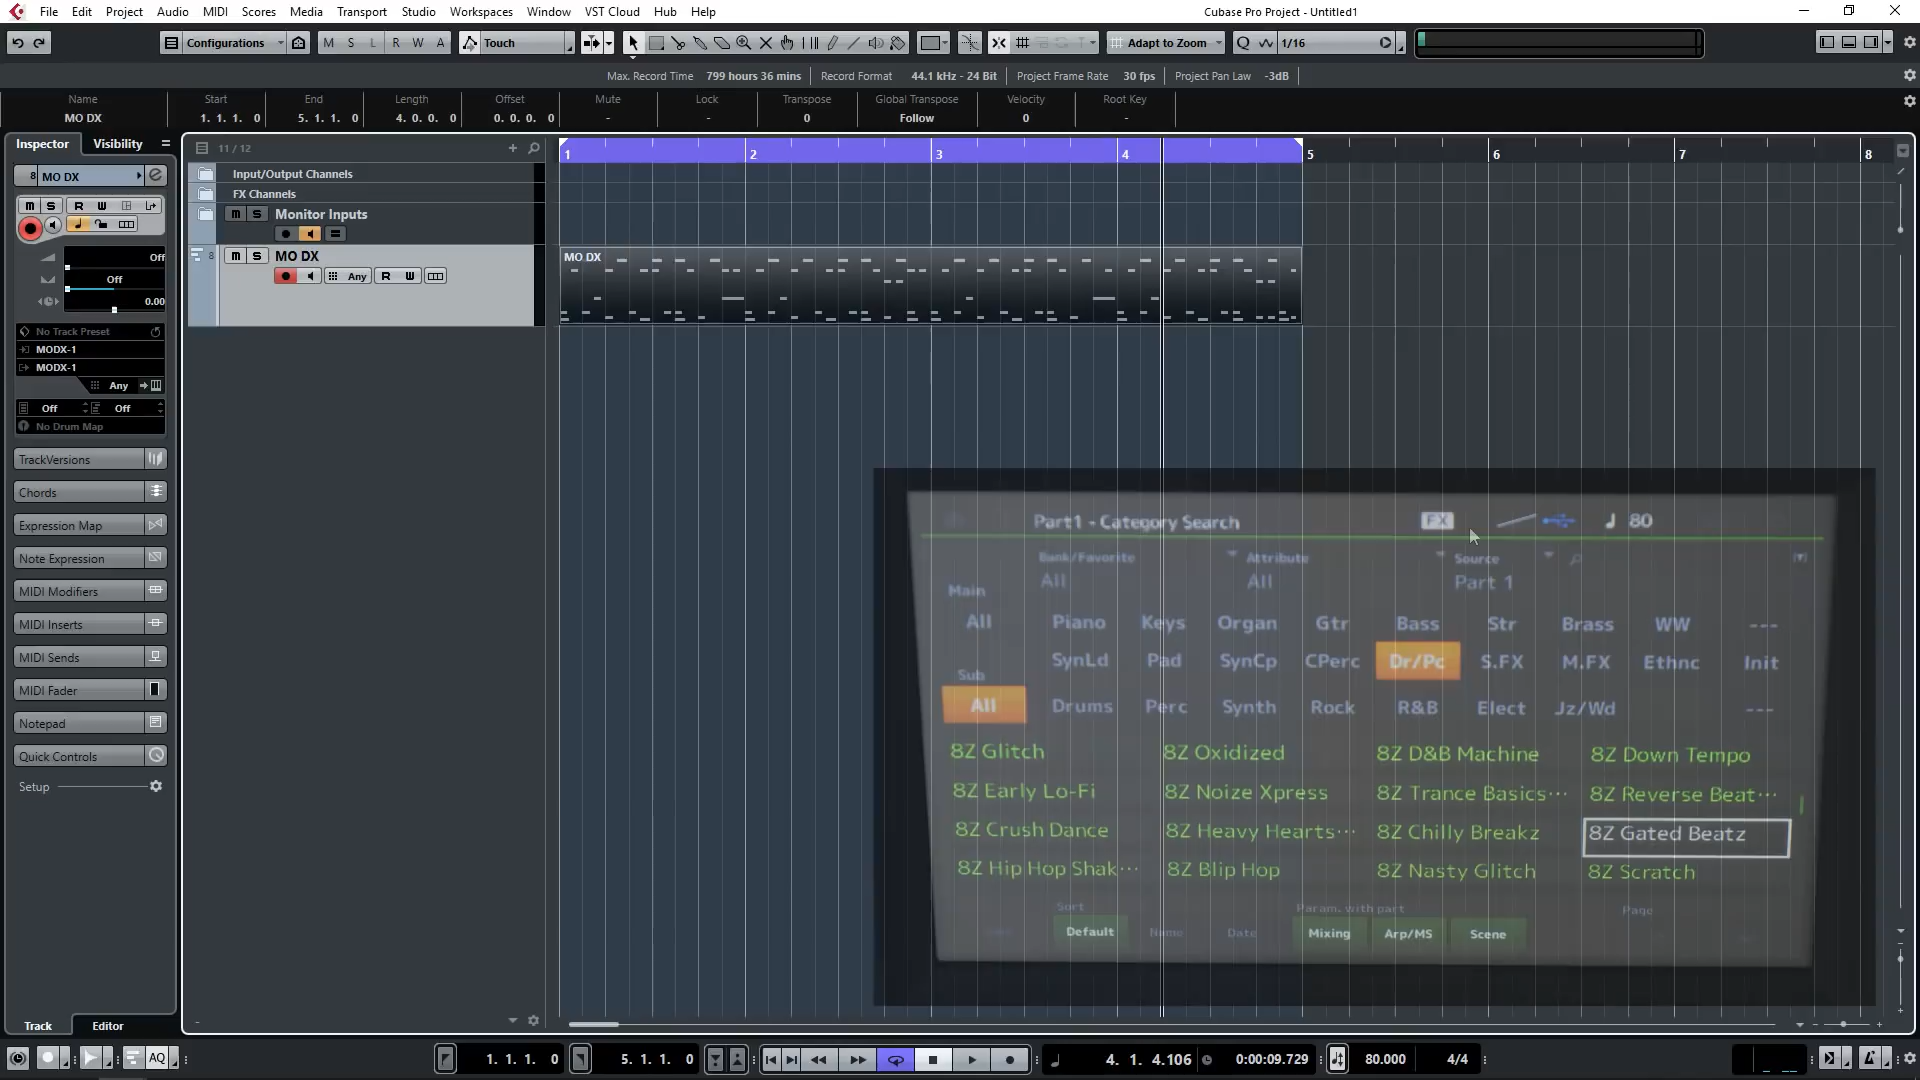 File Edit Project Audio MIDI Scores Media Transport Studio Workspaces Window VST Cloud Hub Help
Cubase Pro Project - Untitled1
Configurations M S L R W A Touch Adapt to Zoom Q 1/16
Max. Record Time 799 hours 36 mins Record Format 44.1 kHz - 24 Bit Project Frame Rate 30 fps Project Pan Law -3dB
Name Start End Length Offset Mute Lock Transpose Global Transpose Velocity Root Key
MO DX 1. 1. 1. 0 5. 1. 1. 0 4. 0. 0. 0 0. 0. 0. 0 - - 0 Follow 0 -
Inspector Visibility
11 / 12
1 2 3 4 5 6 7 8
8 MO DX
M S R W
Off
Off
0.00
No Track Preset
MODX-1
MODX-1
Any
Off Off
No Drum Map
TrackVersions
Chords
Expression Map
Note Expression
MIDI Modifiers
MIDI Inserts
MIDI Sends
MIDI Fader
Notepad
Quick Controls
Setup
Track Editor
Input/Output Channels
FX Channels
M S Monitor Inputs
8 M S MO DX
Any R W
MO DX
Part1 - Category Search FX 80
Bank/Favorite Attribute Source
All All Part 1
Main
All Piano Keys Organ Gtr Bass Str Brass WW ---
SynLd Pad SynCp CPerc Dr/Pc S.FX M.FX Ethnc Init
Sub
All Drums Perc Synth Rock R&B Elect Jz/Wd ---
8Z Glitch 8Z Oxidized 8Z D&B Machine 8Z Down Tempo
8Z Early Lo-Fi 8Z Noize Xpress 8Z Trance Basics… 8Z Reverse Beat…
8Z Crush Dance 8Z Heavy Hearts… 8Z Chilly Breakz 8Z Gated Beatz
8Z Hip Hop Shak… 8Z Blip Hop 8Z Nasty Glitch 8Z Scratch
Sort Param. with part Page
Default Name Date Mixing Arp/MS Scene
AQ 1. 1. 1. 0 5. 1. 1. 0 4. 1. 4.106 0:00:09.729 80.000 4/4